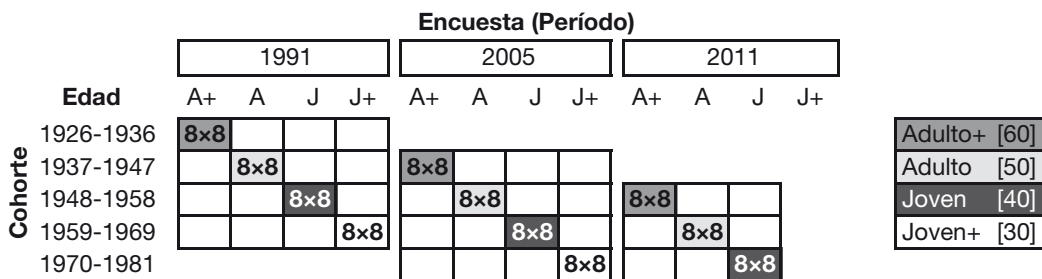 Encuesta (Período)
1991 2005 2011
Edad A+ A J J+ A+ A J J+ A+ A J J+
Cohorte
1926-1936 8×8 Adulto+ [60]
1937-1947 8×8 8×8 Adulto [50]
1948-1958 8×8 8×8 8×8 Joven [40]
1959-1969 8×8 8×8 8×8 Joven+ [30]
1970-1981 8×8 8×8